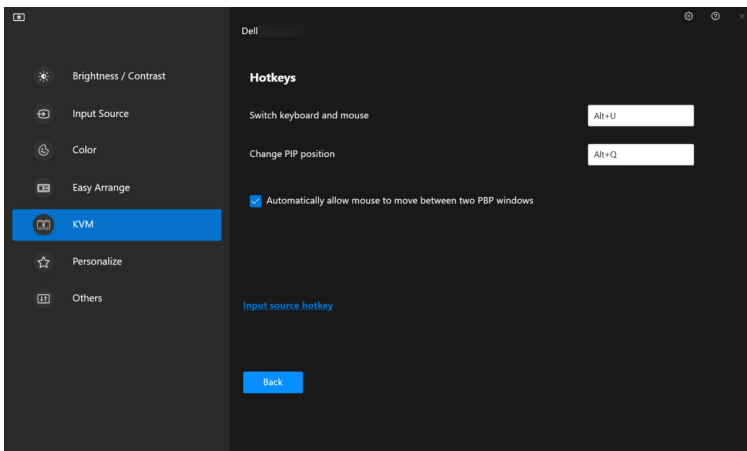 Dell
Brightness / Contrast
Input Source
Color
Easy Arrange
KVM
Personalize
Others
Hotkeys
Switch keyboard and mouse
Alt+U
Change PIP position
Alt+Q
Automatically allow mouse to move between two PBP windows
Input source hotkey
Back